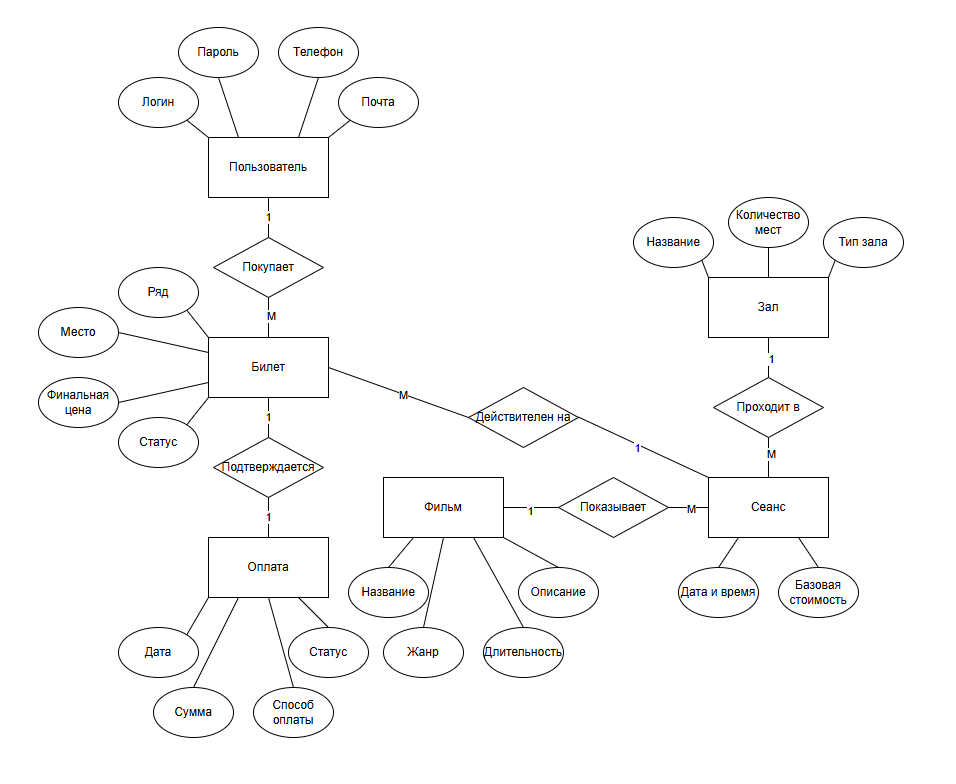 Пароль
Телефон
Логин
Почта
Пользователь
1
Покупает
М
Количество
мест
Название
Тип зала
Зал
1
Проходит в
М
Ряд
Место
Билет
Финальная
цена
Статус
М
Действителен на
1
1
Подтверждается
1
Фильм
1
Показывает
М
Сеанс
Оплата
Название
Описание
Дата и время
Базовая
стоимость
Дата
Статус
Жанр
Длительность
Сумма
Способ
оплаты